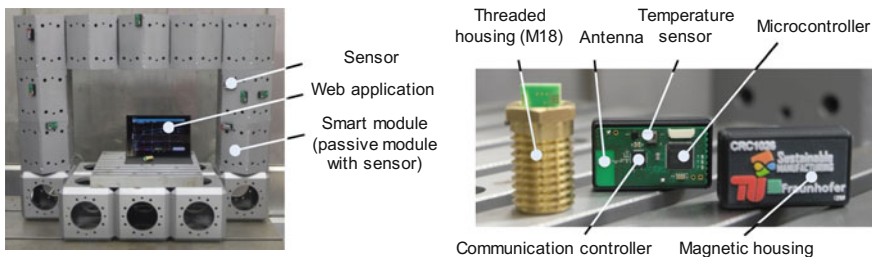 Sensor
Web application
Smart module
(passive module
with sensor)
Threaded
housing (M18)
Antenna
Temperature
sensor
Microcontroller
CRC1026
Sustainable
MANUFACTURING
Fraunhofer
Communication controller
Magnetic housing